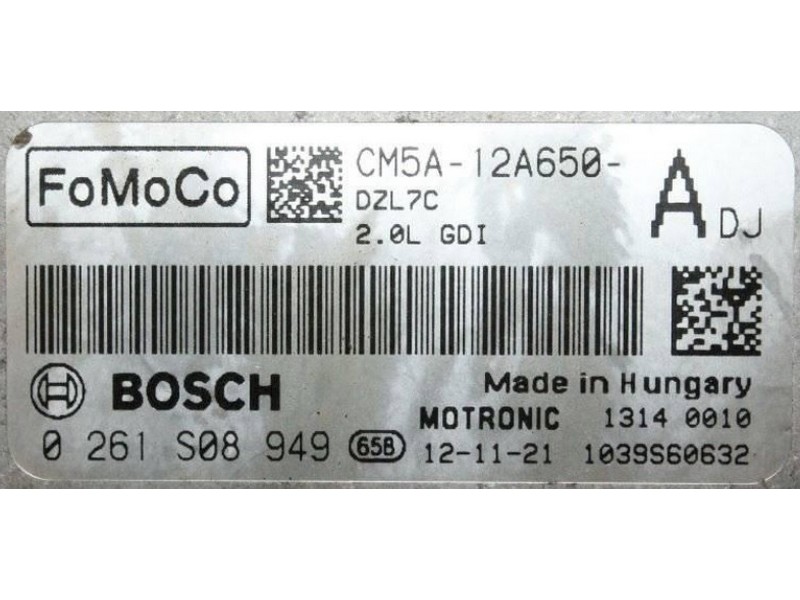 FoMoCo
CM5A-12A650-
A DJ
DZL7C
2.0L GDI
BOSCH
Made in Hungary
MOTRONIC 1314 0010
0 261 S08 949 65B 12-11-21 1039S60632